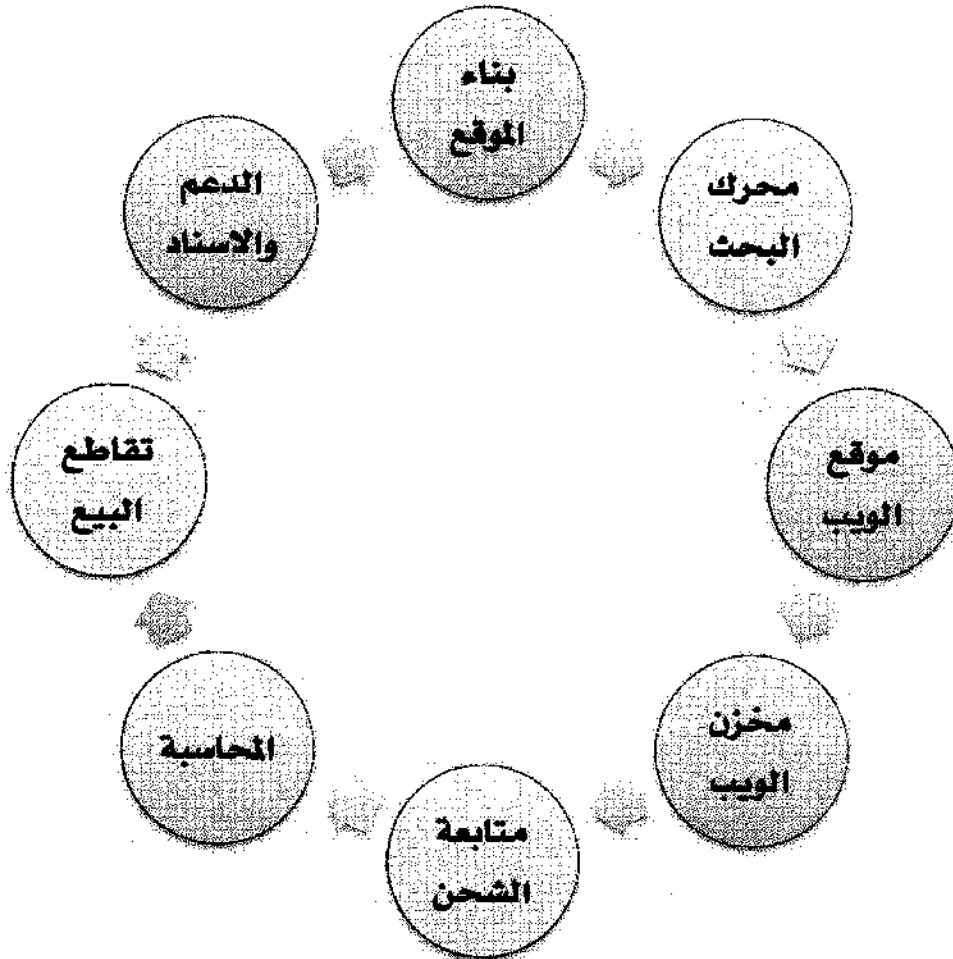 بناء
الموقع
محرك
البحث
موقع
الويب
مخزن
الويب
متابعة
الشحن
المحاسبة
تقاطع
البيع
الدعم
والاسناد